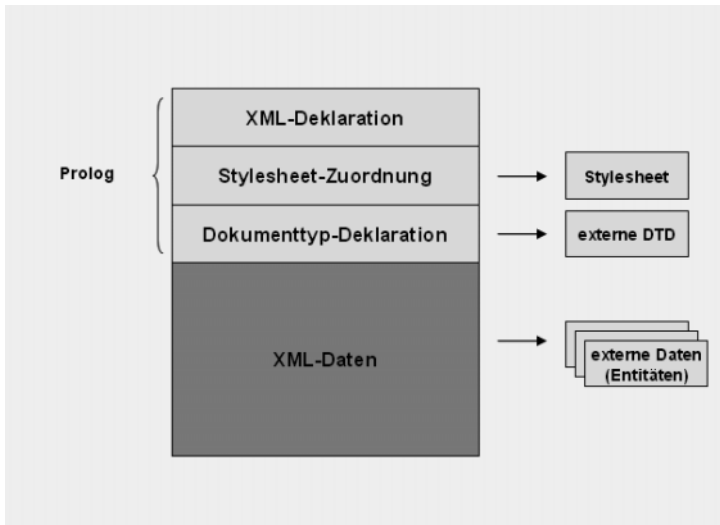 XML-Deklaration
Prolog
Stylesheet-Zuordnung
Stylesheet
Dokumenttyp-Deklaration
externe DTD
XML-Daten
externe Daten
(Entitäten)